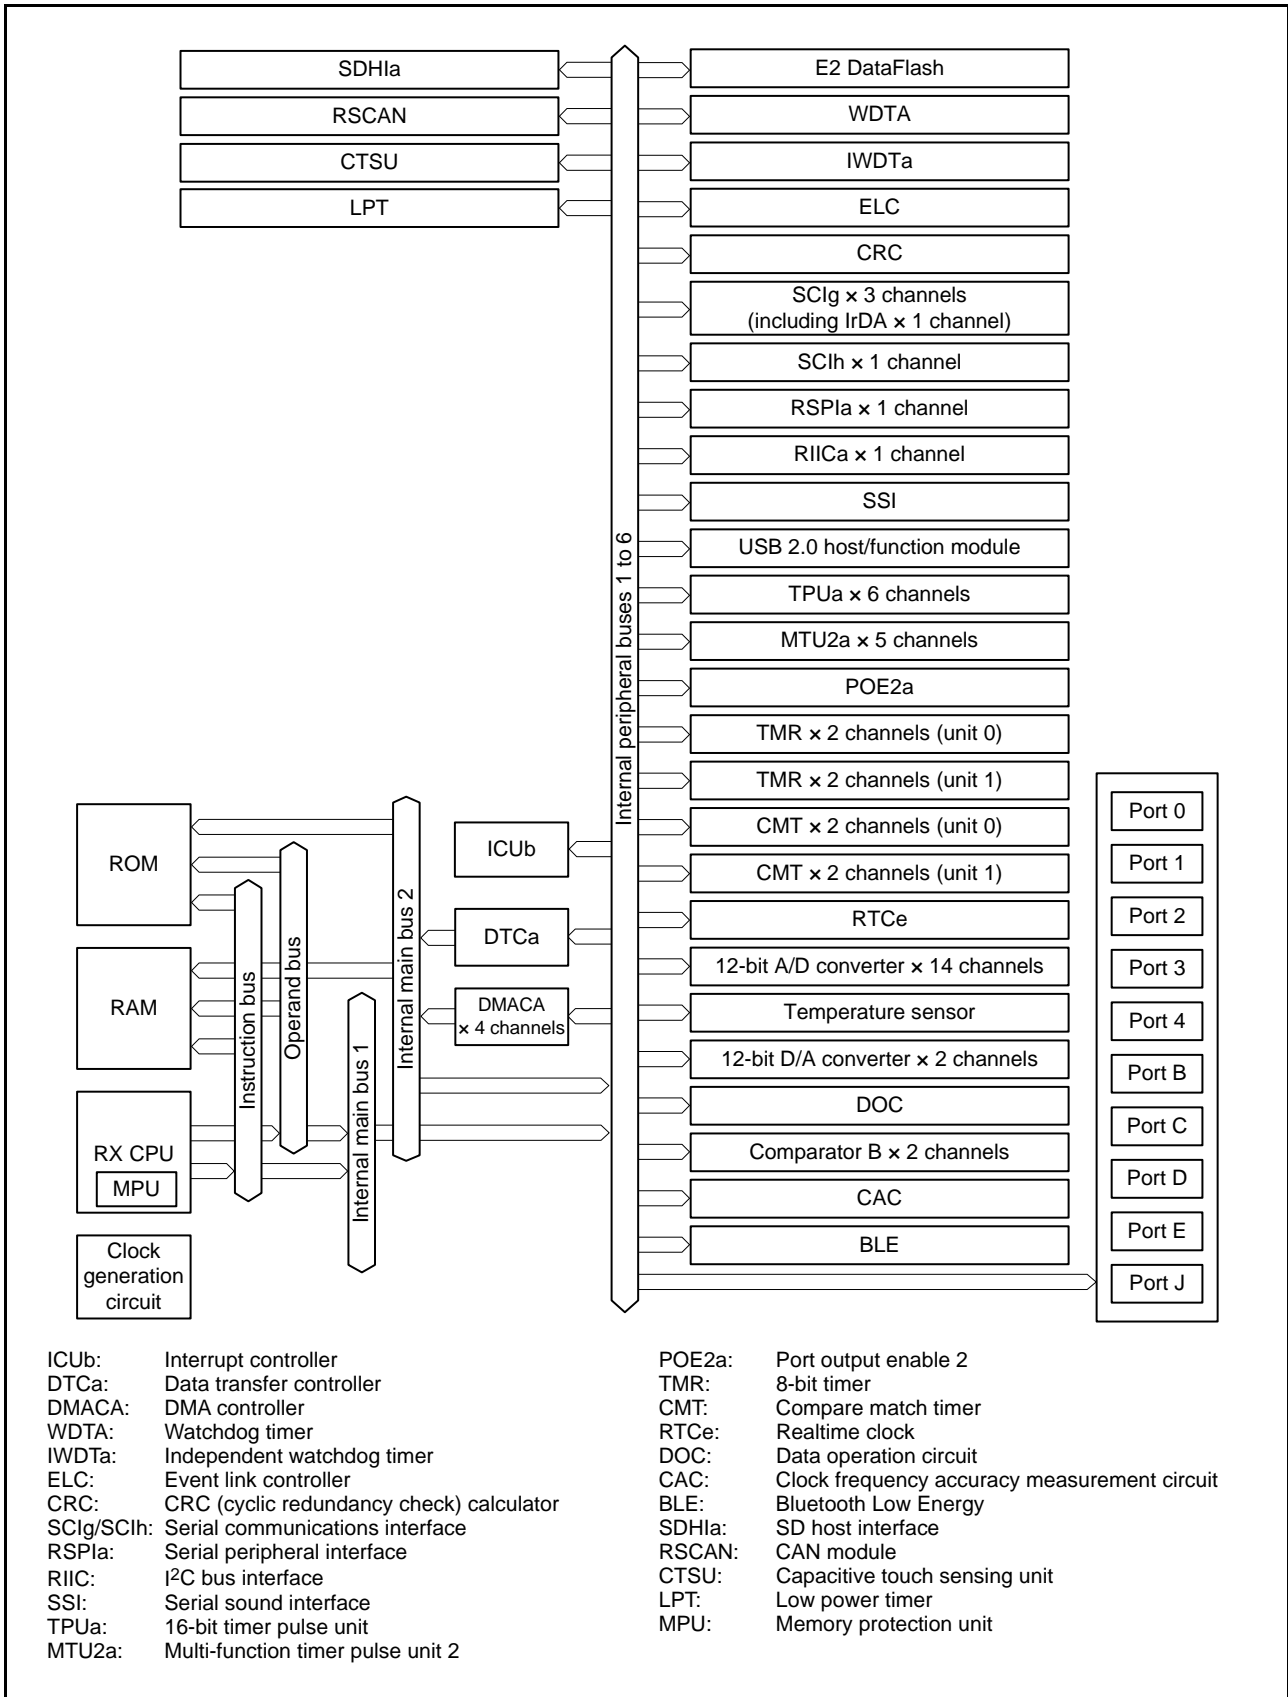 SDHIa
RSCAN
CTSU
LPT
E2 DataFlash
WDTA
IWDTa
ELC
CRC
SCIg × 3 channels
(including IrDA × 1 channel)
SCIh × 1 channel
RSPIa × 1 channel
RIICa × 1 channel
SSI
USB 2.0 host/function module
TPUa × 6 channels
MTU2a × 5 channels
POE2a
TMR × 2 channels (unit 0)
TMR × 2 channels (unit 1)
CMT × 2 channels (unit 0)
CMT × 2 channels (unit 1)
RTCe
12-bit A/D converter × 14 channels
Temperature sensor
12-bit D/A converter × 2 channels
DOC
Comparator B × 2 channels
CAC
BLE
Internal peripheral buses 1 to 6
Port 0
Port 1
Port 2
Port 3
Port 4
Port B
Port C
Port D
Port E
Port J
ROM
RAM
RX CPU
MPU
Clock
generation
circuit
Instruction bus
Operand bus
Internal main bus 1
Internal main bus 2
ICUb
DTCa
DMACA
× 4 channels
ICUb: Interrupt controller
DTCa: Data transfer controller
DMACA: DMA controller
WDTA: Watchdog timer
IWDTa: Independent watchdog timer
ELC: Event link controller
CRC: CRC (cyclic redundancy check) calculator
SCIg/SCIh: Serial communications interface
RSPIa: Serial peripheral interface
RIIC: I²C bus interface
SSI: Serial sound interface
TPUa: 16-bit timer pulse unit
MTU2a: Multi-function timer pulse unit 2
POE2a: Port output enable 2
TMR: 8-bit timer
CMT: Compare match timer
RTCe: Realtime clock
DOC: Data operation circuit
CAC: Clock frequency accuracy measurement circuit
BLE: Bluetooth Low Energy
SDHIa: SD host interface
RSCAN: CAN module
CTSU: Capacitive touch sensing unit
LPT: Low power timer
MPU: Memory protection unit